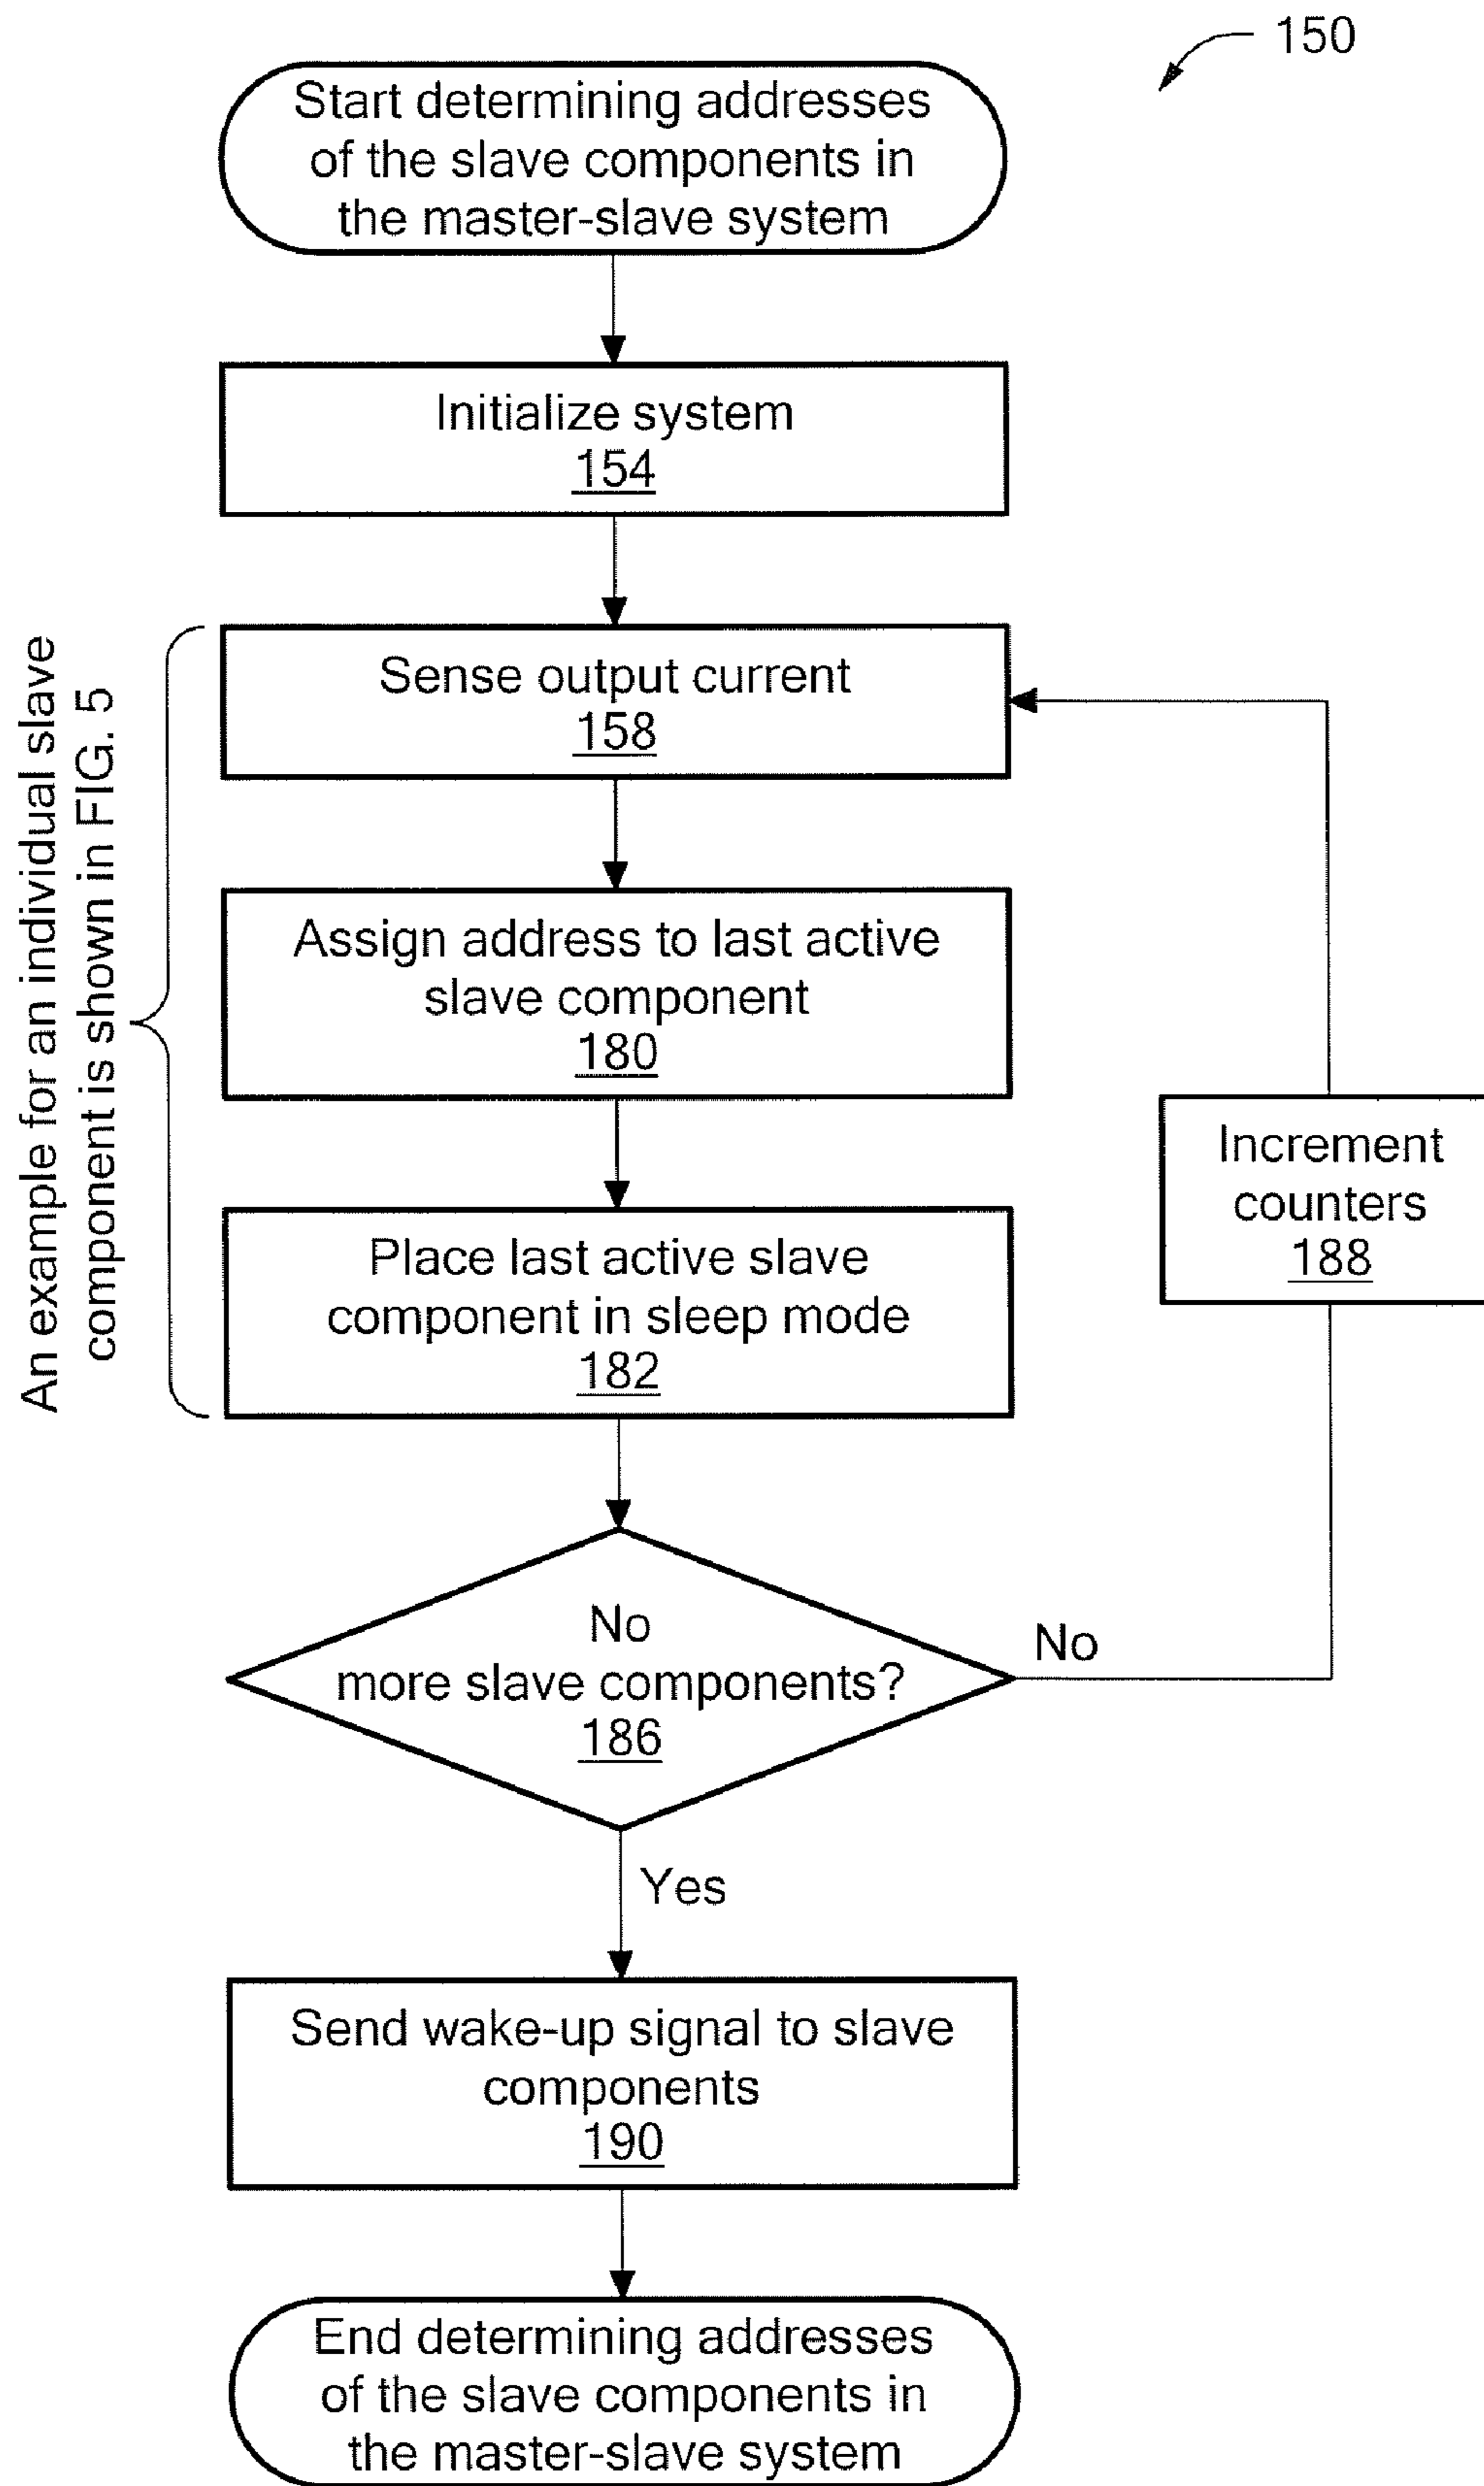 150
Start determining addresses
of the slave components in
the master-slave system
Initialize system
154
An example for an individual slave
component is shown in FIG. 5
Sense output current
158
Assign address to last active
slave component
180
Place last active slave
component in sleep mode
182
Increment
counters
188
No
more slave components?
186
No
Yes
Send wake-up signal to slave
components
190
End determining addresses
of the slave components in
the master-slave system